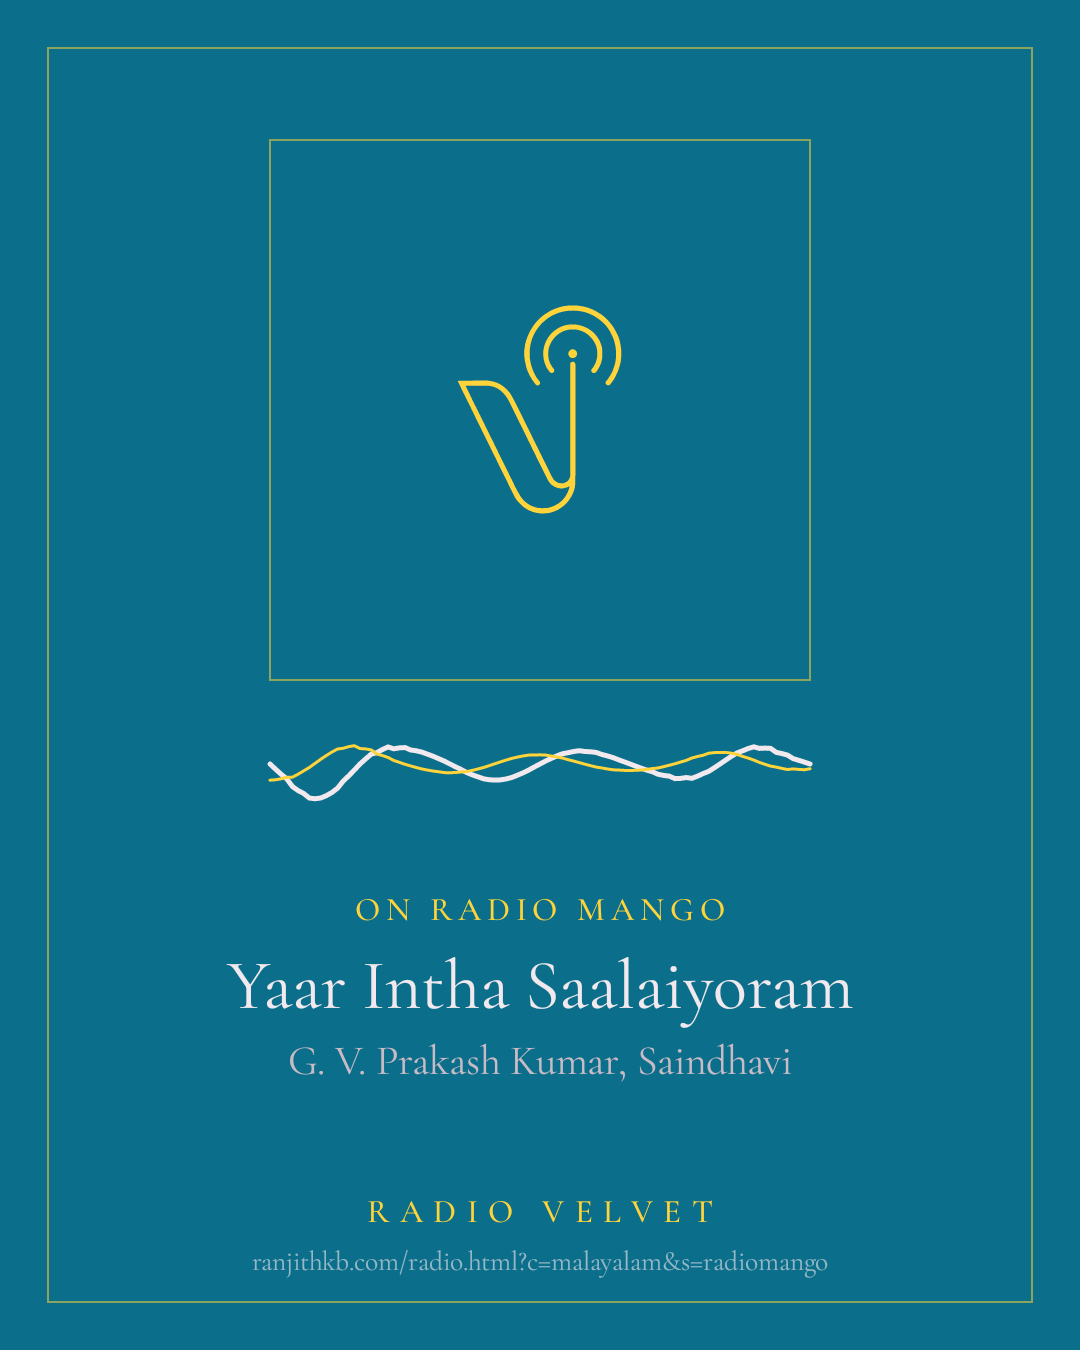 ON RADIO MANGO
Yaar Intha Saalaiyoram
G. V. Prakash Kumar, Saindhavi
RADIO VELVET
ranjithkb.com/radio.html?c=malayalam&s=radiomango